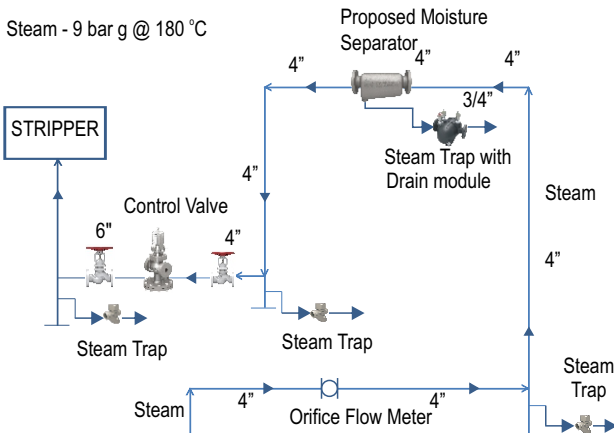 Steam - 9 bar g @ 180 °C
Proposed Moisture
Separator
4”
4”
4”
3/4”
Steam Trap with
Drain module
STRIPPER
4”
Steam
Control Valve
6"
4”
4”
Steam Trap
Steam Trap
Steam
Trap
Steam
4”
Orifice Flow Meter
4”